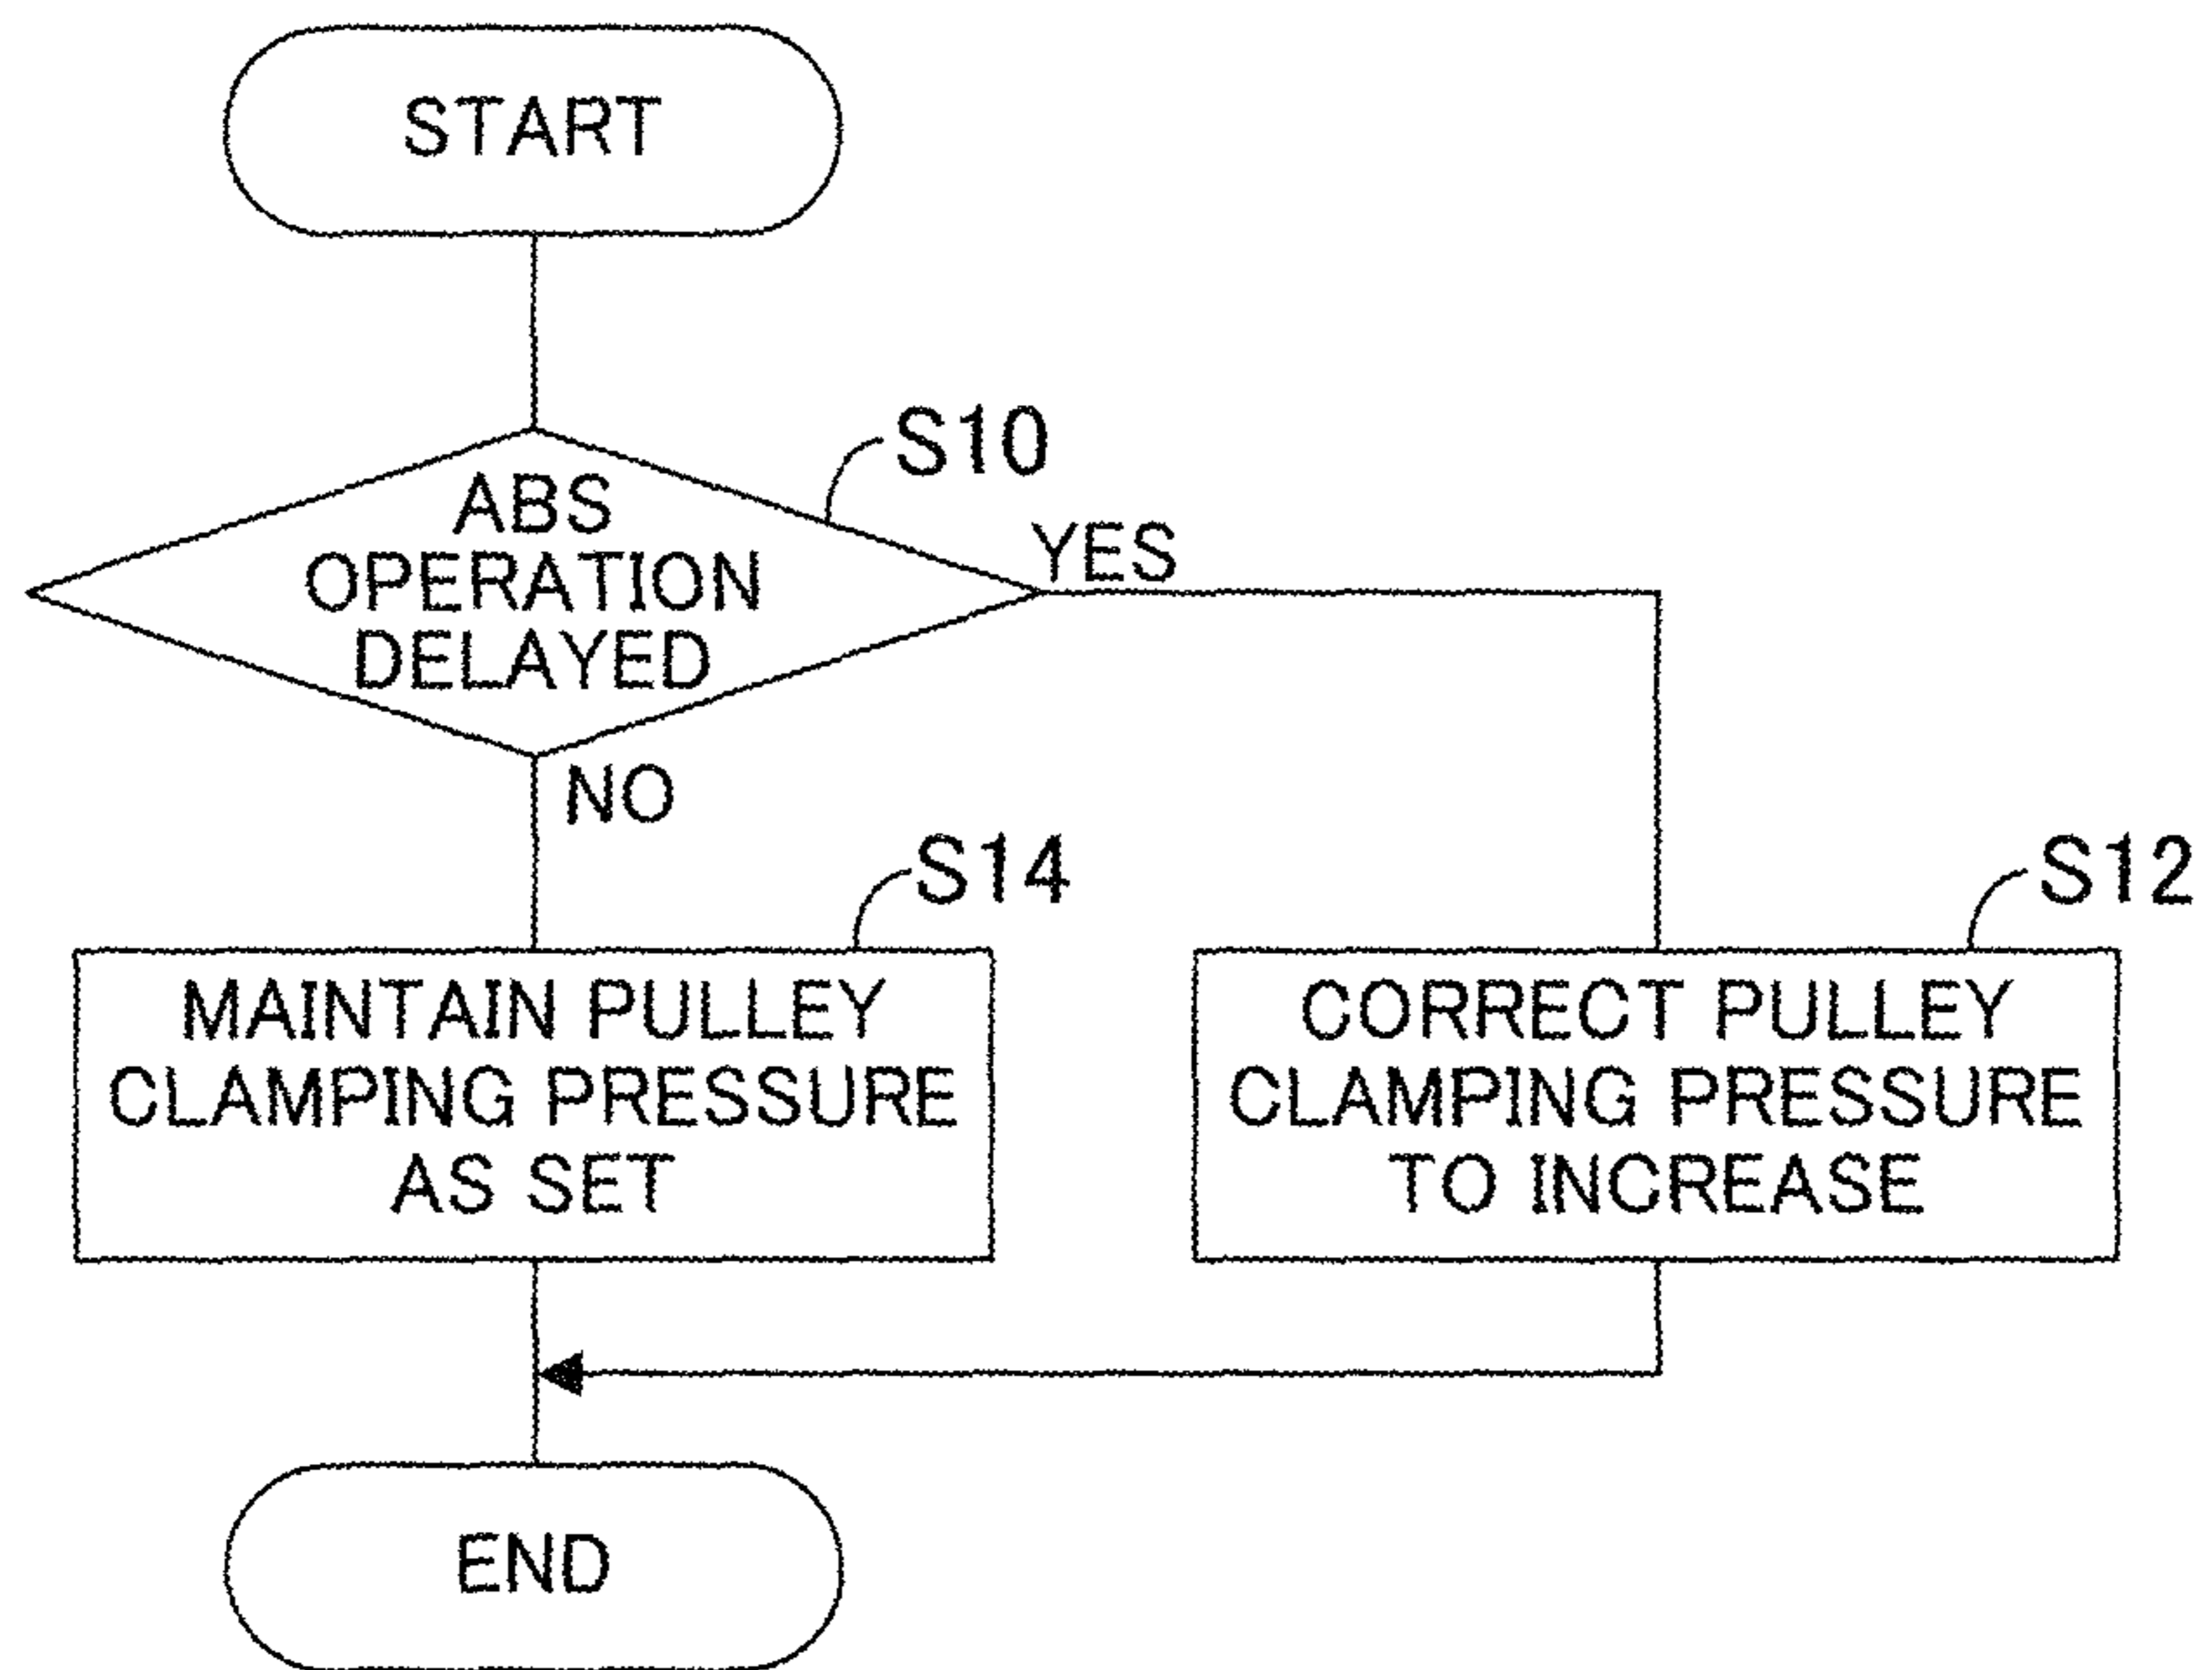 START
S10
ABS
OPERATION
DELAYED
YES
NO
S14
MAINTAIN PULLEY
CLAMPING PRESSURE
AS SET
S12
CORRECT PULLEY
CLAMPING PRESSURE
TO INCREASE
END